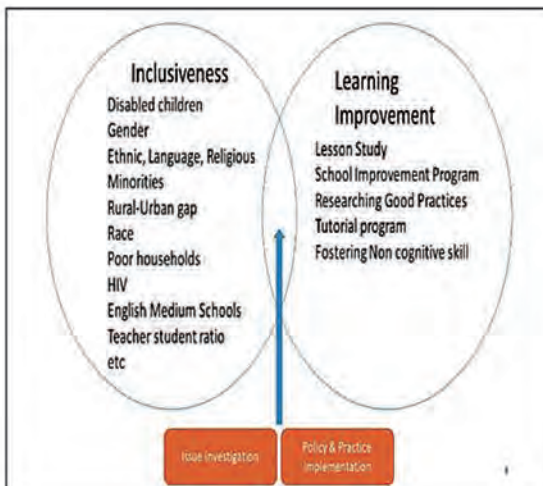 Inclusiveness
Disabled children
Gender
Ethnic, Language, Religious
Minorities
Rural-Urban gap
Race
Poor households
HIV
English Medium Schools
Teacher student ratio
etc
Learning
Improvement
Lesson Study
School Improvement Program
Researching Good Practices
Tutorial program
Fostering Non cognitive skill
Issue Investigation
Policy & Practice
Implementation